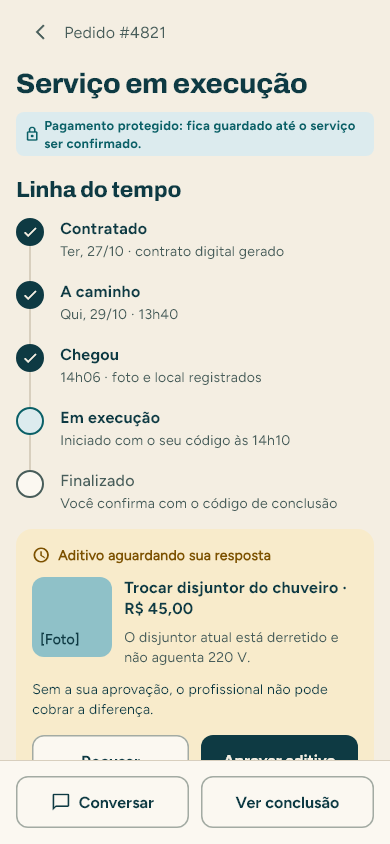 Pedido #4821
Serviço em execução
Pagamento protegido: fica guardado até o serviço
ser confirmado.
Linha do tempo
Contratado
Ter, 27/10 · contrato digital gerado
A caminho
Qui, 29/10 · 13h40
Chegou
14h06 · foto e local registrados
Em execução
Iniciado com o seu código às 14h10
Finalizado
Você confirma com o código de conclusão
Aditivo aguardando sua resposta
[Foto]
Trocar disjuntor do chuveiro ·
R$ 45,00
O disjuntor atual está derretido e
não aguenta 220 V.
Sem a sua aprovação, o profissional não pode
cobrar a diferença.
Recusar Aprovar aditivo
Conversar Ver conclusão